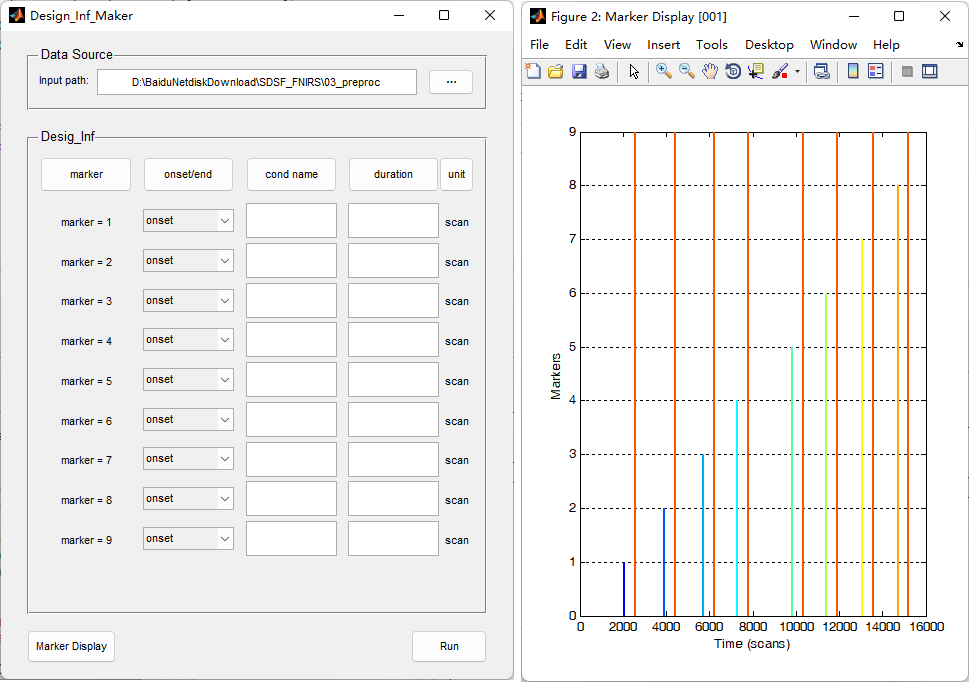 Design_Inf_Maker
Data Source
Input path: D:\BaiduNetdiskDownload\SDSF_FNIRS\03_preproc ...
Desig_Inf
marker onset/end cond name duration unit
marker = 1 onset scan
marker = 2 onset scan
marker = 3 onset scan
marker = 4 onset scan
marker = 5 onset scan
marker = 6 onset scan
marker = 7 onset scan
marker = 8 onset scan
marker = 9 onset scan
Marker Display Run
Figure 2: Marker Display [001]
File Edit View Insert Tools Desktop Window Help
9
8
7
6
5
4
3
2
1
0
Markers
0 2000 4000 6000 8000 10000 12000 14000 16000
Time (scans)